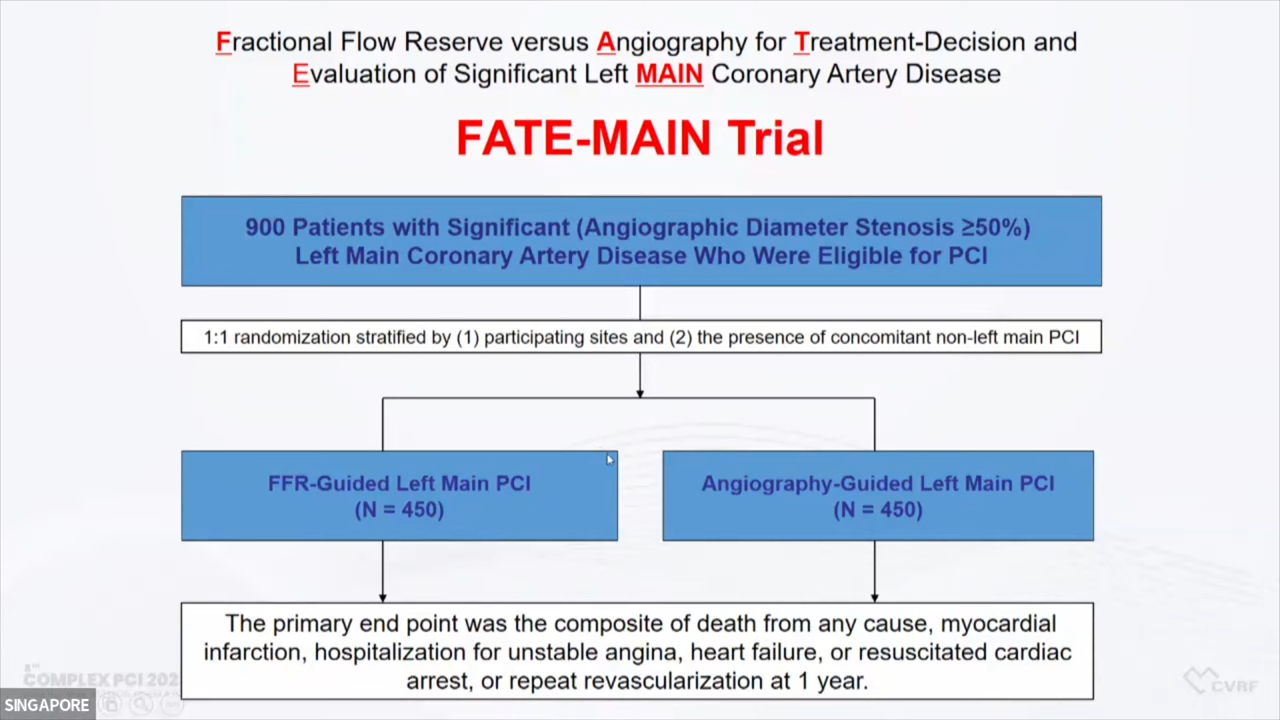 Fractional Flow Reserve versus Angiography for Treatment-Decision and
Evaluation of Significant Left MAIN Coronary Artery Disease
FATE-MAIN Trial
900 Patients with Significant (Angiographic Diameter Stenosis ≥50%)
Left Main Coronary Artery Disease Who Were Eligible for PCI
1:1 randomization stratified by (1) participating sites and (2) the presence of concomitant non-left main PCI
FFR-Guided Left Main PCI
(N = 450)
Angiography-Guided Left Main PCI
(N = 450)
The primary end point was the composite of death from any cause, myocardial
infarction, hospitalization for unstable angina, heart failure, or resuscitated cardiac
arrest, or repeat revascularization at 1 year.
COMPLEX PCI 202
CVRF
SINGAPORE